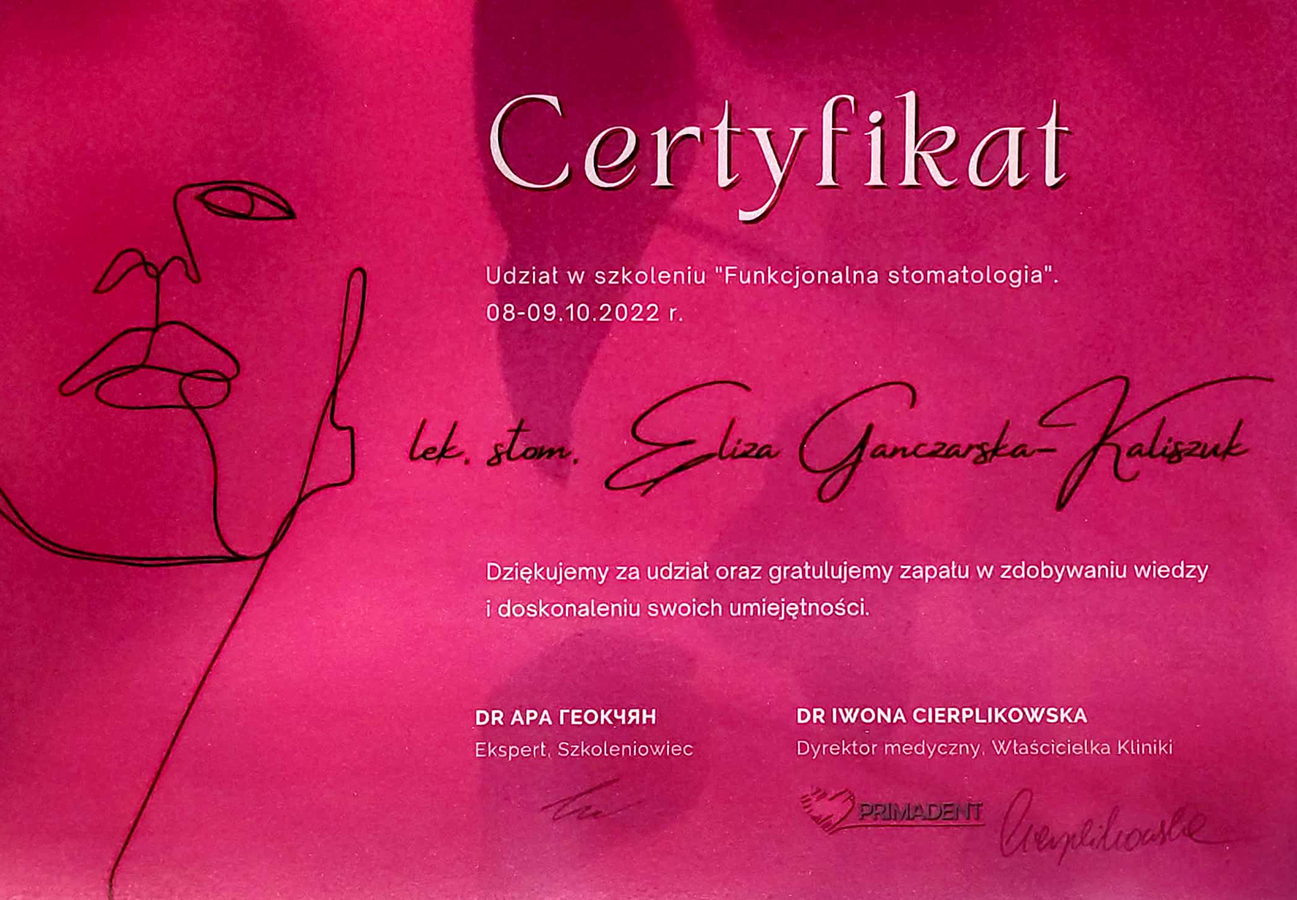 Certyfikat
Udział w szkoleniu "Funkcjonalna stomatologia".
08-09.10.2022 r.
lek. stom. Eliza Ganczarska-Kaliszuk
Dziękujemy za udział oraz gratulujemy zapału w zdobywaniu wiedzy
i doskonaleniu swoich umiejętności.
DR АРА ГЕОКЧЯН
Ekspert, Szkoleniowiec
DR IWONA CIERPLIKOWSKA
Dyrektor medyczny, Właścicielka Kliniki
PRIMADENT
Cierplikowska